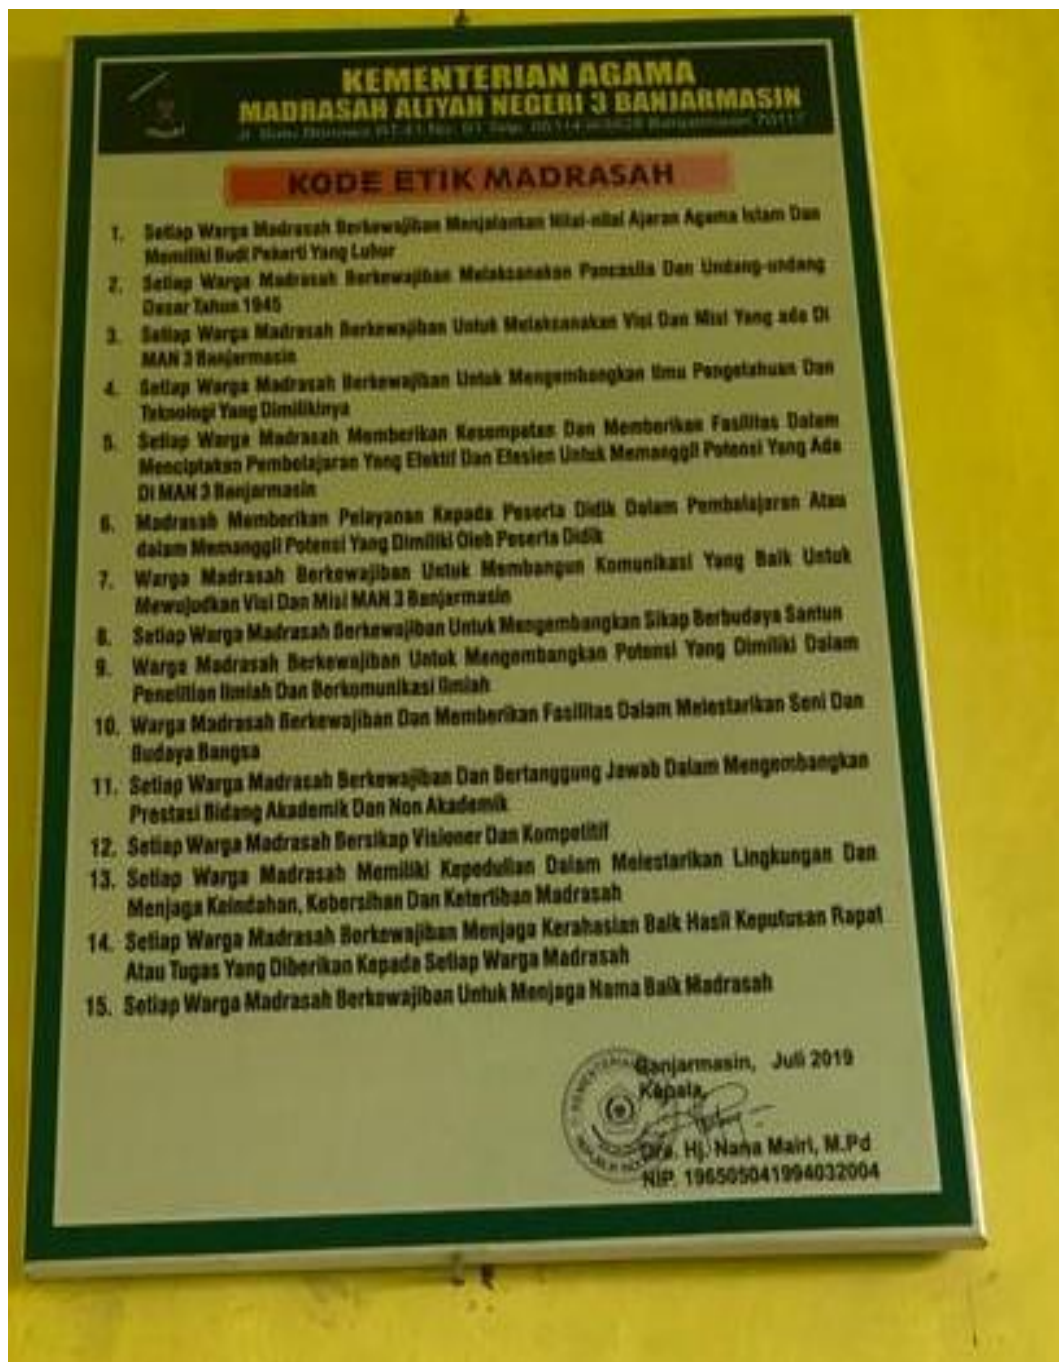 KEMENTERIAN AGAMA
MADRASAH ALIYAH NEGERI 3 BANJARMASIN
KODE ETIK MADRASAH
1. Setiap Warga Madrasah Berkewajiban Menjalankan Nilai-nilai Ajaran Agama Islam Dan
Memiliki Budi Pekerti Yang Luhur
2. Setiap Warga Madrasah Berkewajiban Melaksanakan Pancasila Dan Undang-undang
Dasar Tahun 1945
3. Setiap Warga Madrasah Berkewajiban Untuk Melaksanakan Visi Dan Misi Yang ada Di
MAN 3 Banjarmasin
4. Setiap Warga Madrasah Berkewajiban Untuk Mengembangkan Ilmu Pengetahuan Dan
Teknologi Yang Dimilikinya
5. Setiap Warga Madrasah Memberikan Kesempatan Dan Memberikan Fasilitas Dalam
Menciptakan Pembelajaran Yang Efektif Dan Efesien Untuk Memanggil Potensi Yang Ada
Di MAN 3 Banjarmasin
6. Madrasah Memberikan Pelayanan Kepada Peserta Didik Dalam Pembalajaran Atau
dalam Memanggil Potensi Yang Dimiliki Oleh Peserta Didik
7. Warga Madrasah Berkewajiban Untuk Membangun Komunikasi Yang Baik Untuk
Mewujudkan Visi Dan Misi MAN 3 Banjarmasin
8. Setiap Warga Madrasah Berkewajiban Untuk Mengembangkan Sikap Berbudaya Santun
9. Warga Madrasah Berkewajiban Untuk Mengembangkan Potensi Yang Dimiliki Dalam
Penelitian Ilmiah Dan Berkomunikasi Ilmiah
10. Warga Madrasah Berkewajiban Dan Memberikan Fasilitas Dalam Melestarikan Seni Dan
Budaya Bangsa
11. Setiap Warga Madrasah Berkewajiban Dan Bertanggung Jawab Dalam Mengembangkan
Prestasi Bidang Akademik Dan Non Akademik
12. Setiap Warga Madrasah Bersikap Visioner Dan Kompetitif
13. Setiap Warga Madrasah Memiliki Kepedulian Dalam Melestarikan Lingkungan Dan
Menjaga Keindahan, Kebersihan Dan Ketertiban Madrasah
14. Setiap Warga Madrasah Berkewajiban Menjaga Kerahasian Baik Hasil Keputusan Rapat
Atau Tugas Yang Diberikan Kepada Setiap Warga Madrasah
15. Setiap Warga Madrasah Berkewajiban Untuk Menjaga Nama Baik Madrasah
Banjarmasin, Juli 2019
Kepala,
Dra. Hj. Nana Mairi, M.Pd
NIP. 196505041994032004